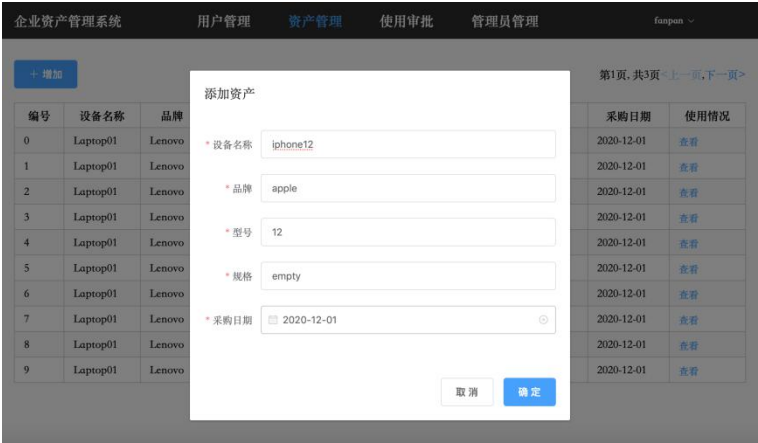 企业资产管理系统 用户管理 资产管理 使用审批 管理员管理 fanpan
+ 增加 第1页, 共3页<上一页,下一页>
添加资产
编号 设备名称 品牌 采购日期 使用情况
0 Laptop01 Lenovo 2020-12-01 查看
* 设备名称 iphone12
1 Laptop01 Lenovo 2020-12-01 查看
2 Laptop01 Lenovo 2020-12-01 查看
* 品牌 apple
3 Laptop01 Lenovo 2020-12-01 查看
* 型号 12
4 Laptop01 Lenovo 2020-12-01 查看
5 Laptop01 Lenovo 2020-12-01 查看
* 规格 empty
6 Laptop01 Lenovo 2020-12-01 查看
7 Laptop01 Lenovo 2020-12-01 查看
* 采购日期 2020-12-01
8 Laptop01 Lenovo 2020-12-01 查看
9 Laptop01 Lenovo 2020-12-01 查看
取消 确定